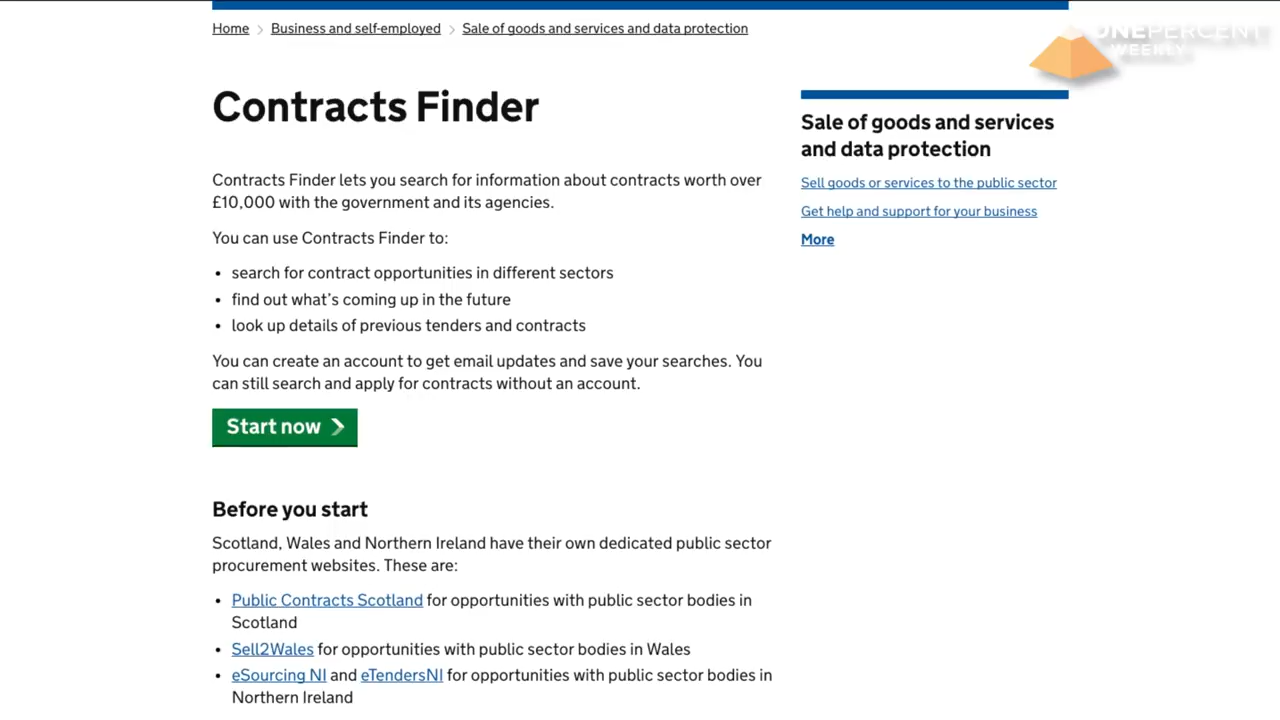 Home > Business and self-employed > Sale of goods and services and data protection
ONEPERCENT
WEEKLY
Contracts Finder
Contracts Finder lets you search for information about contracts worth over
£10,000 with the government and its agencies.
You can use Contracts Finder to:
• search for contract opportunities in different sectors
• find out what’s coming up in the future
• look up details of previous tenders and contracts
You can create an account to get email updates and save your searches. You
can still search and apply for contracts without an account.
Start now
Before you start
Scotland, Wales and Northern Ireland have their own dedicated public sector
procurement websites. These are:
• Public Contracts Scotland for opportunities with public sector bodies in
Scotland
• Sell2Wales for opportunities with public sector bodies in Wales
• eSourcing NI and eTendersNI for opportunities with public sector bodies in
Northern Ireland
Sale of goods and services
and data protection
Sell goods or services to the public sector
Get help and support for your business
More